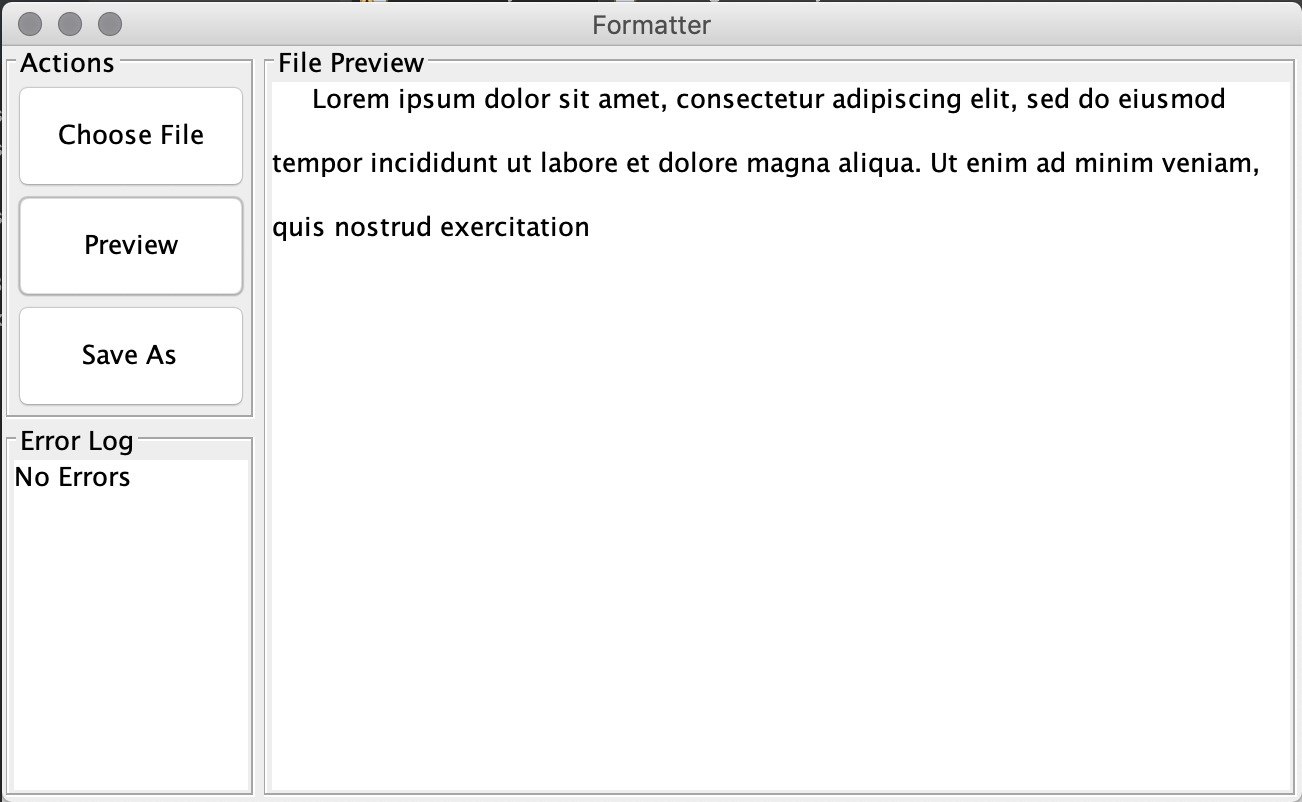 Formatter
Actions
Choose File
Preview
Save As
Error Log
No Errors
File Preview
Lorem ipsum dolor sit amet, consectetur adipiscing elit, sed do eiusmod
tempor incididunt ut labore et dolore magna aliqua. Ut enim ad minim veniam,
quis nostrud exercitation